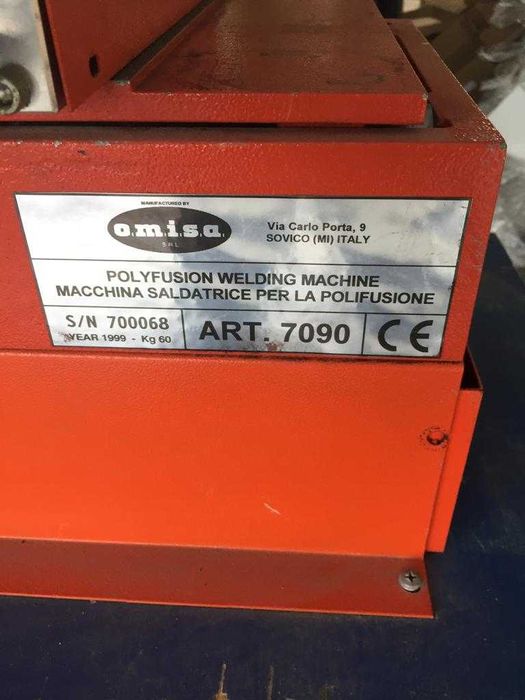 MANUFACTURED BY
o.m.i.s.a.
S R L
Via Carlo Porta, 9
SOVICO (MI) ITALY
POLYFUSION WELDING MACHINE
MACCHINA SALDATRICE PER LA POLIFUSIONE
S/N 700068
YEAR 1999 - Kg 60
ART. 7090
CE